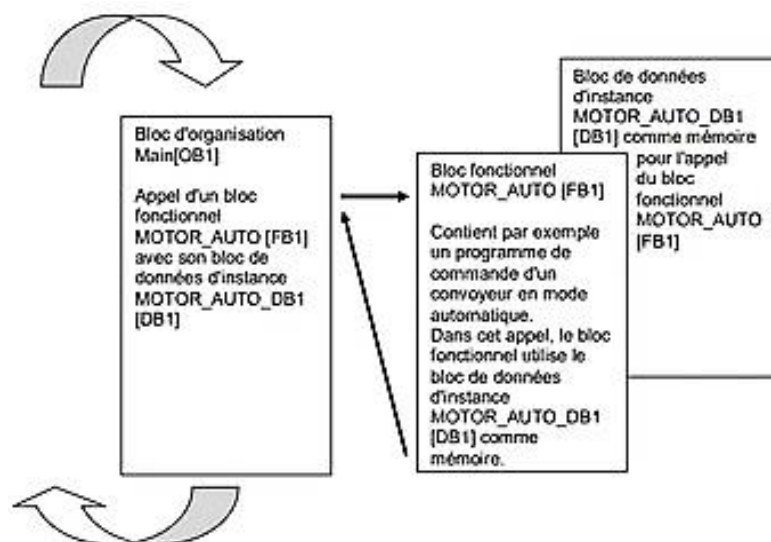 Bloc d'organisation
Main[OB1]
Appel d'un bloc
fonctionnel
MOTOR_AUTO [FB1]
avec son bloc de
données d'instance
MOTOR_AUTO_DB1
[DB1]
Bloc fonctionnel
MOTOR_AUTO [FB1]
Contient par exemple
un programme de
commande d'un
convoyeur en mode
automatique.
Dans cet appel, le bloc
fonctionnel utilise le
bloc de données
d'instance
MOTOR_AUTO_DB1
[DB1] comme
mémoire.
Bloc de données
d'instance
MOTOR_AUTO_DB1
[DB1] comme mémoire
pour l'appel
du bloc
fonctionnel
MOTOR_AUTO
[FB1]